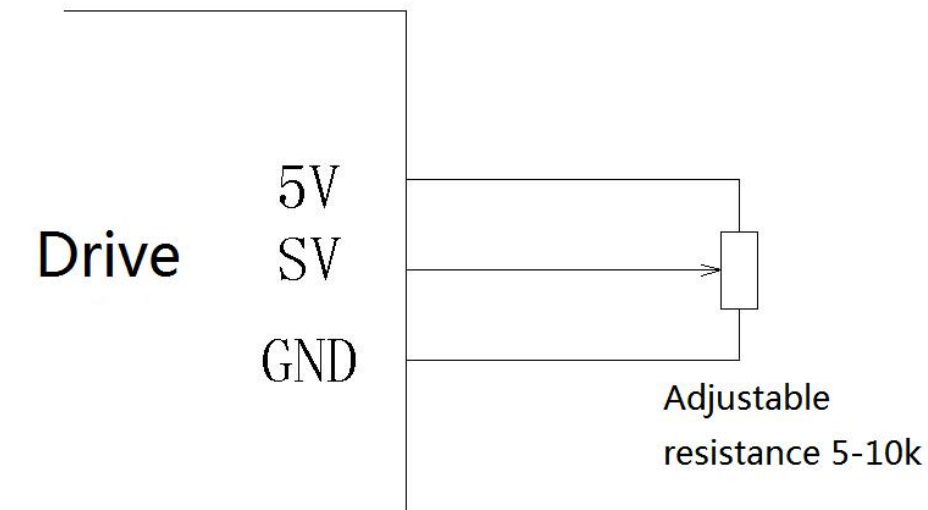 5V
Drive
SV
GND
Adjustable
resistance 5-10k